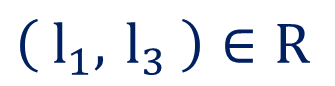 ( l₁, l₃ ) ∈ R